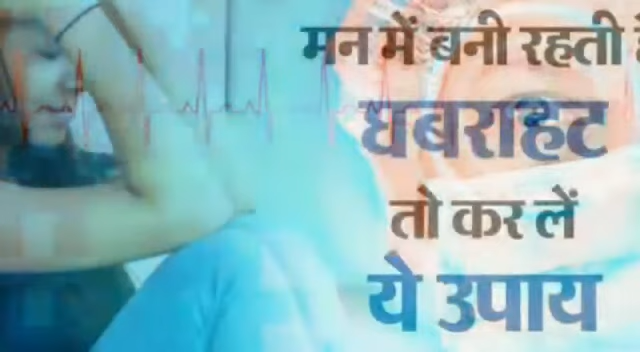 मन में बनी रहती है
घबराहट
तो कर लें
ये उपाय